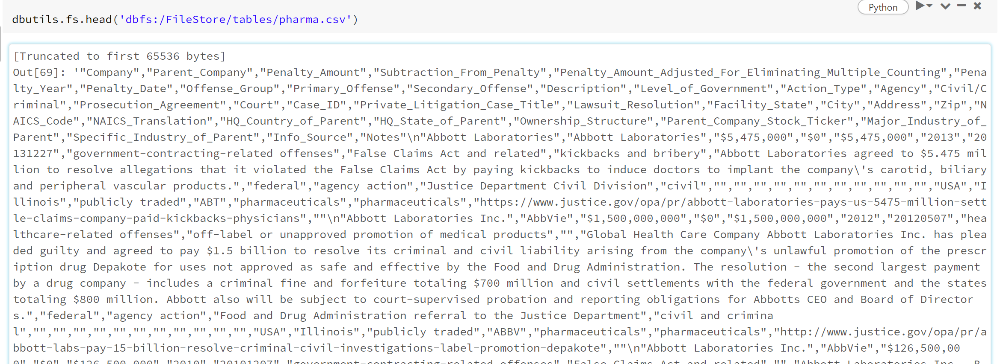 Python
dbutils.fs.head('dbfs:/FileStore/tables/pharma.csv')
[Truncated to first 65536 bytes]
Out[69]: '"Company","Parent_Company","Penalty_Amount","Subtraction_From_Penalty","Penalty_Amount_Adjusted_For_Eliminating_Multiple_Counting","Pena
lty_Year","Penalty_Date","Offense_Group","Primary_Offense","Secondary_Offense","Description","Level_of_Government","Action_Type","Agency","Civil/C
riminal","Prosecution_Agreement","Court","Case_ID","Private_Litigation_Case_Title","Lawsuit_Resolution","Facility_State","City","Address","Zip","N
AICS_Code","NAICS_Translation","HQ_Country_of_Parent","HQ_State_of_Parent","Ownership_Structure","Parent_Company_Stock_Ticker","Major_Industry_of_
Parent","Specific_Industry_of_Parent","Info_Source","Notes"\n"Abbott Laboratories","Abbott Laboratories","$5,475,000","$0","$5,475,000","2013","20
131227","government-contracting-related offenses","False Claims Act and related","kickbacks and bribery","Abbott Laboratories agreed to $5.475 mil
lion to resolve allegations that it violated the False Claims Act by paying kickbacks to induce doctors to implant the company\'s carotid, biliary
and peripheral vascular products.","federal","agency action","Justice Department Civil Division","civil","","","","","","","","","","","","USA","I
llinois","publicly traded","ABT","pharmaceuticals","pharmaceuticals","https://www.justice.gov/opa/pr/abbott-laboratories-pays-us-5475-million-sett
le-claims-company-paid-kickbacks-physicians",""\n"Abbott Laboratories Inc.","AbbVie","$1,500,000,000","$0","$1,500,000,000","2012","20120507","hea
lthcare-related offenses","off-label or unapproved promotion of medical products","","Global Health Care Company Abbott Laboratories Inc. has plea
ded guilty and agreed to pay $1.5 billion to resolve its criminal and civil liability arising from the company\'s unlawful promotion of the prescr
iption drug Depakote for uses not approved as safe and effective by the Food and Drug Administration. The resolution - the second largest payment
by a drug company - includes a criminal fine and forfeiture totaling $700 million and civil settlements with the federal government and the states
totaling $800 million. Abbott also will be subject to court-supervised probation and reporting obligations for Abbotts CEO and Board of Director
s.","federal","agency action","Food and Drug Administration referral to the Justice Department","civil and crimina
l","","","","","","","","","","","","USA","Illinois","publicly traded","ABBV","pharmaceuticals","pharmaceuticals","http://www.justice.gov/opa/pr/a
bbott-labs-pay-15-billion-resolve-criminal-civil-investigations-label-promotion-depakote",""\n"Abbott Laboratories Inc.","AbbVie","$126,500,00
0","$0","$126,500,000","2010","20101207","government-contracting-related offenses","False Claims Act and related","","Abbott Laboratories Inc., B